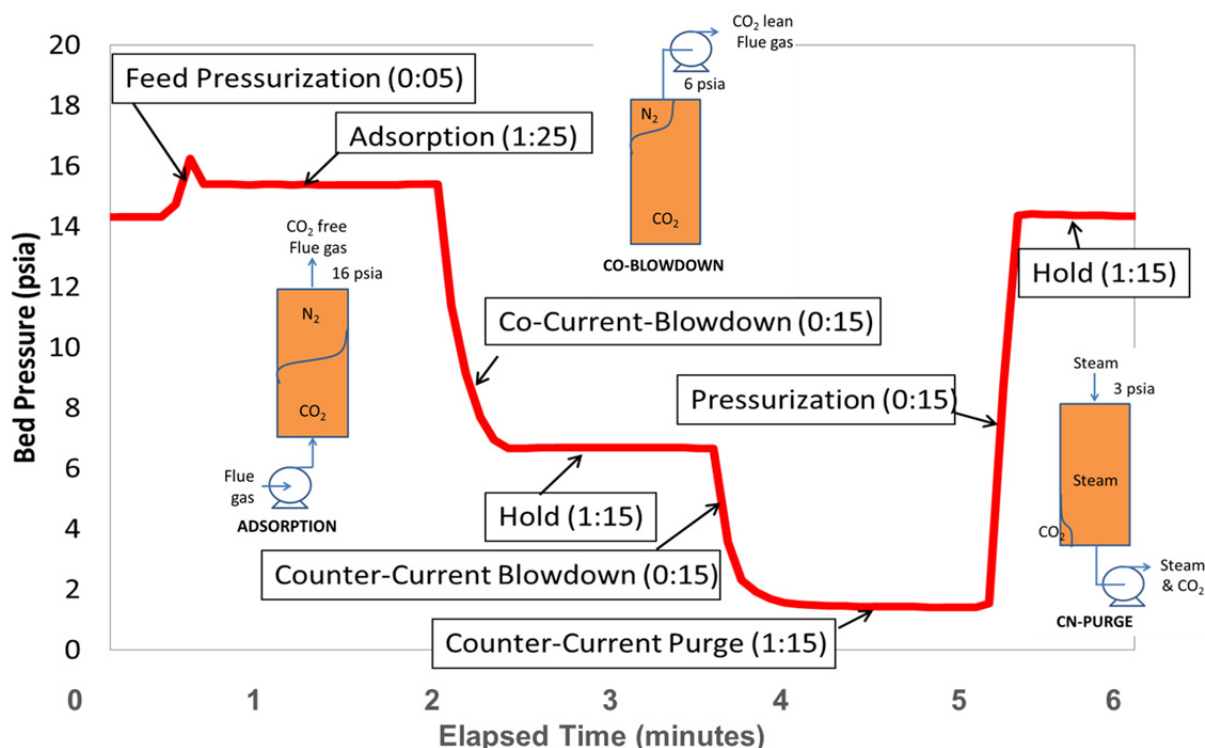 20
18
16
14
12
10
8
6
4
2
0
Bed Pressure (psia)
0
1
2
3
4
5
6
Elapsed Time (minutes)
Feed Pressurization (0:05)
Adsorption (1:25)
CO₂ free
Flue gas
16 psia
N₂
CO₂
Flue
gas
ADSORPTION
CO₂ lean
Flue gas
6 psia
N₂
CO₂
CO-BLOWDOWN
Co-Current-Blowdown (0:15)
Hold (1:15)
Counter-Current Blowdown (0:15)
Counter-Current Purge (1:15)
Pressurization (0:15)
Hold (1:15)
Steam
3 psia
Steam
CO₂
Steam
& CO₂
CN-PURGE